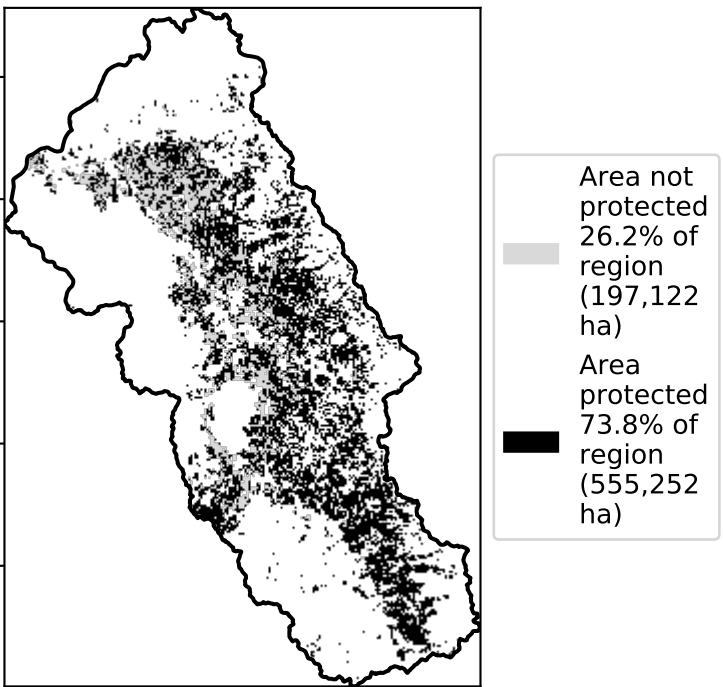 Area not
protected
26.2% of
region
(197,122
ha)
Area
protected
73.8% of
region
(555,252
ha)